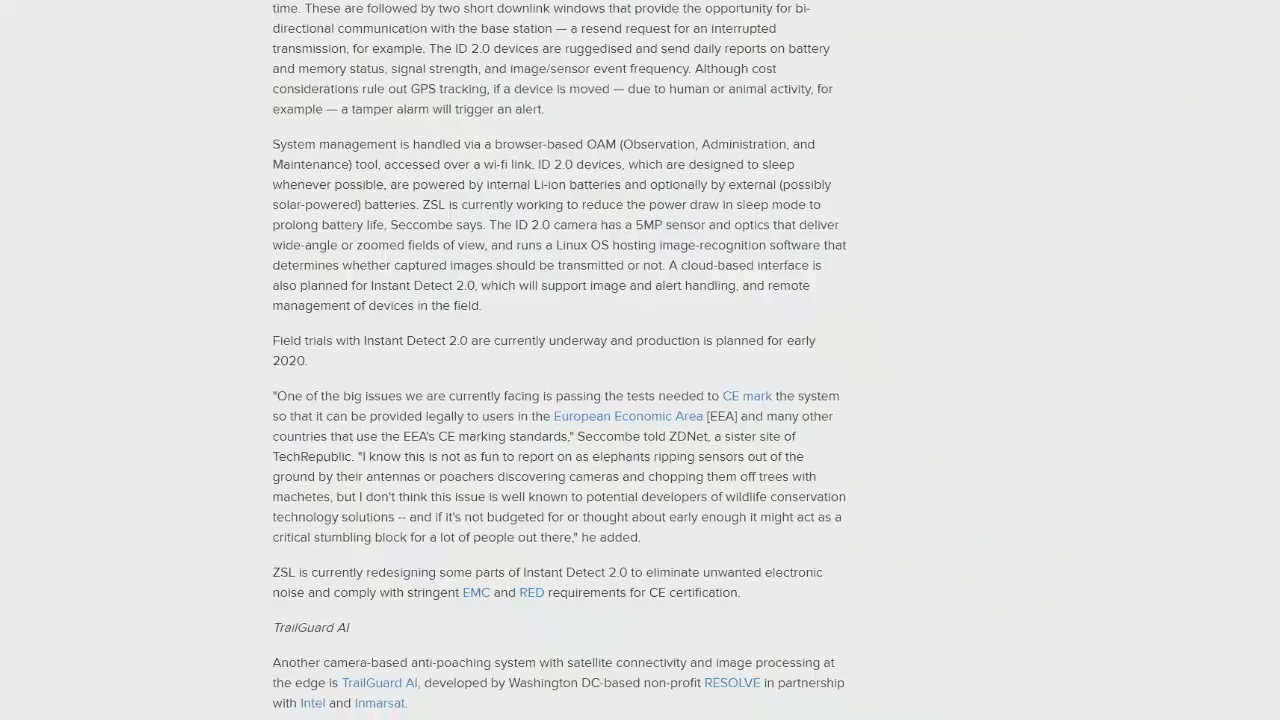 time. These are followed by two short downlink windows that provide the opportunity for bi-
directional communication with the base station — a resend request for an interrupted
transmission, for example. The ID 2.0 devices are ruggedised and send daily reports on battery
and memory status, signal strength, and image/sensor event frequency. Although cost
considerations rule out GPS tracking, if a device is moved — due to human or animal activity, for
example — a tamper alarm will trigger an alert.
System management is handled via a browser-based OAM (Observation, Administration, and
Maintenance) tool, accessed over a wi-fi link. ID 2.0 devices, which are designed to sleep
whenever possible, are powered by internal Li-ion batteries and optionally by external (possibly
solar-powered) batteries. ZSL is currently working to reduce the power draw in sleep mode to
prolong battery life, Seccombe says. The ID 2.0 camera has a 5MP sensor and optics that deliver
wide-angle or zoomed fields of view, and runs a Linux OS hosting image-recognition software that
determines whether captured images should be transmitted or not. A cloud-based interface is
also planned for Instant Detect 2.0, which will support image and alert handling, and remote
management of devices in the field.
Field trials with Instant Detect 2.0 are currently underway and production is planned for early
2020.
"One of the big issues we are currently facing is passing the tests needed to CE mark the system
so that it can be provided legally to users in the European Economic Area [EEA] and many other
countries that use the EEA's CE marking standards," Seccombe told ZDNet, a sister site of
TechRepublic. "I know this is not as fun to report on as elephants ripping sensors out of the
ground by their antennas or poachers discovering cameras and chopping them off trees with
machetes, but I don't think this issue is well known to potential developers of wildlife conservation
technology solutions -- and if it's not budgeted for or thought about early enough it might act as a
critical stumbling block for a lot of people out there," he added.
ZSL is currently redesigning some parts of Instant Detect 2.0 to eliminate unwanted electronic
noise and comply with stringent EMC and RED requirements for CE certification.
TrailGuard AI
Another camera-based anti-poaching system with satellite connectivity and image processing at
the edge is TrailGuard AI, developed by Washington DC-based non-profit RESOLVE in partnership
with Intel and Inmarsat.